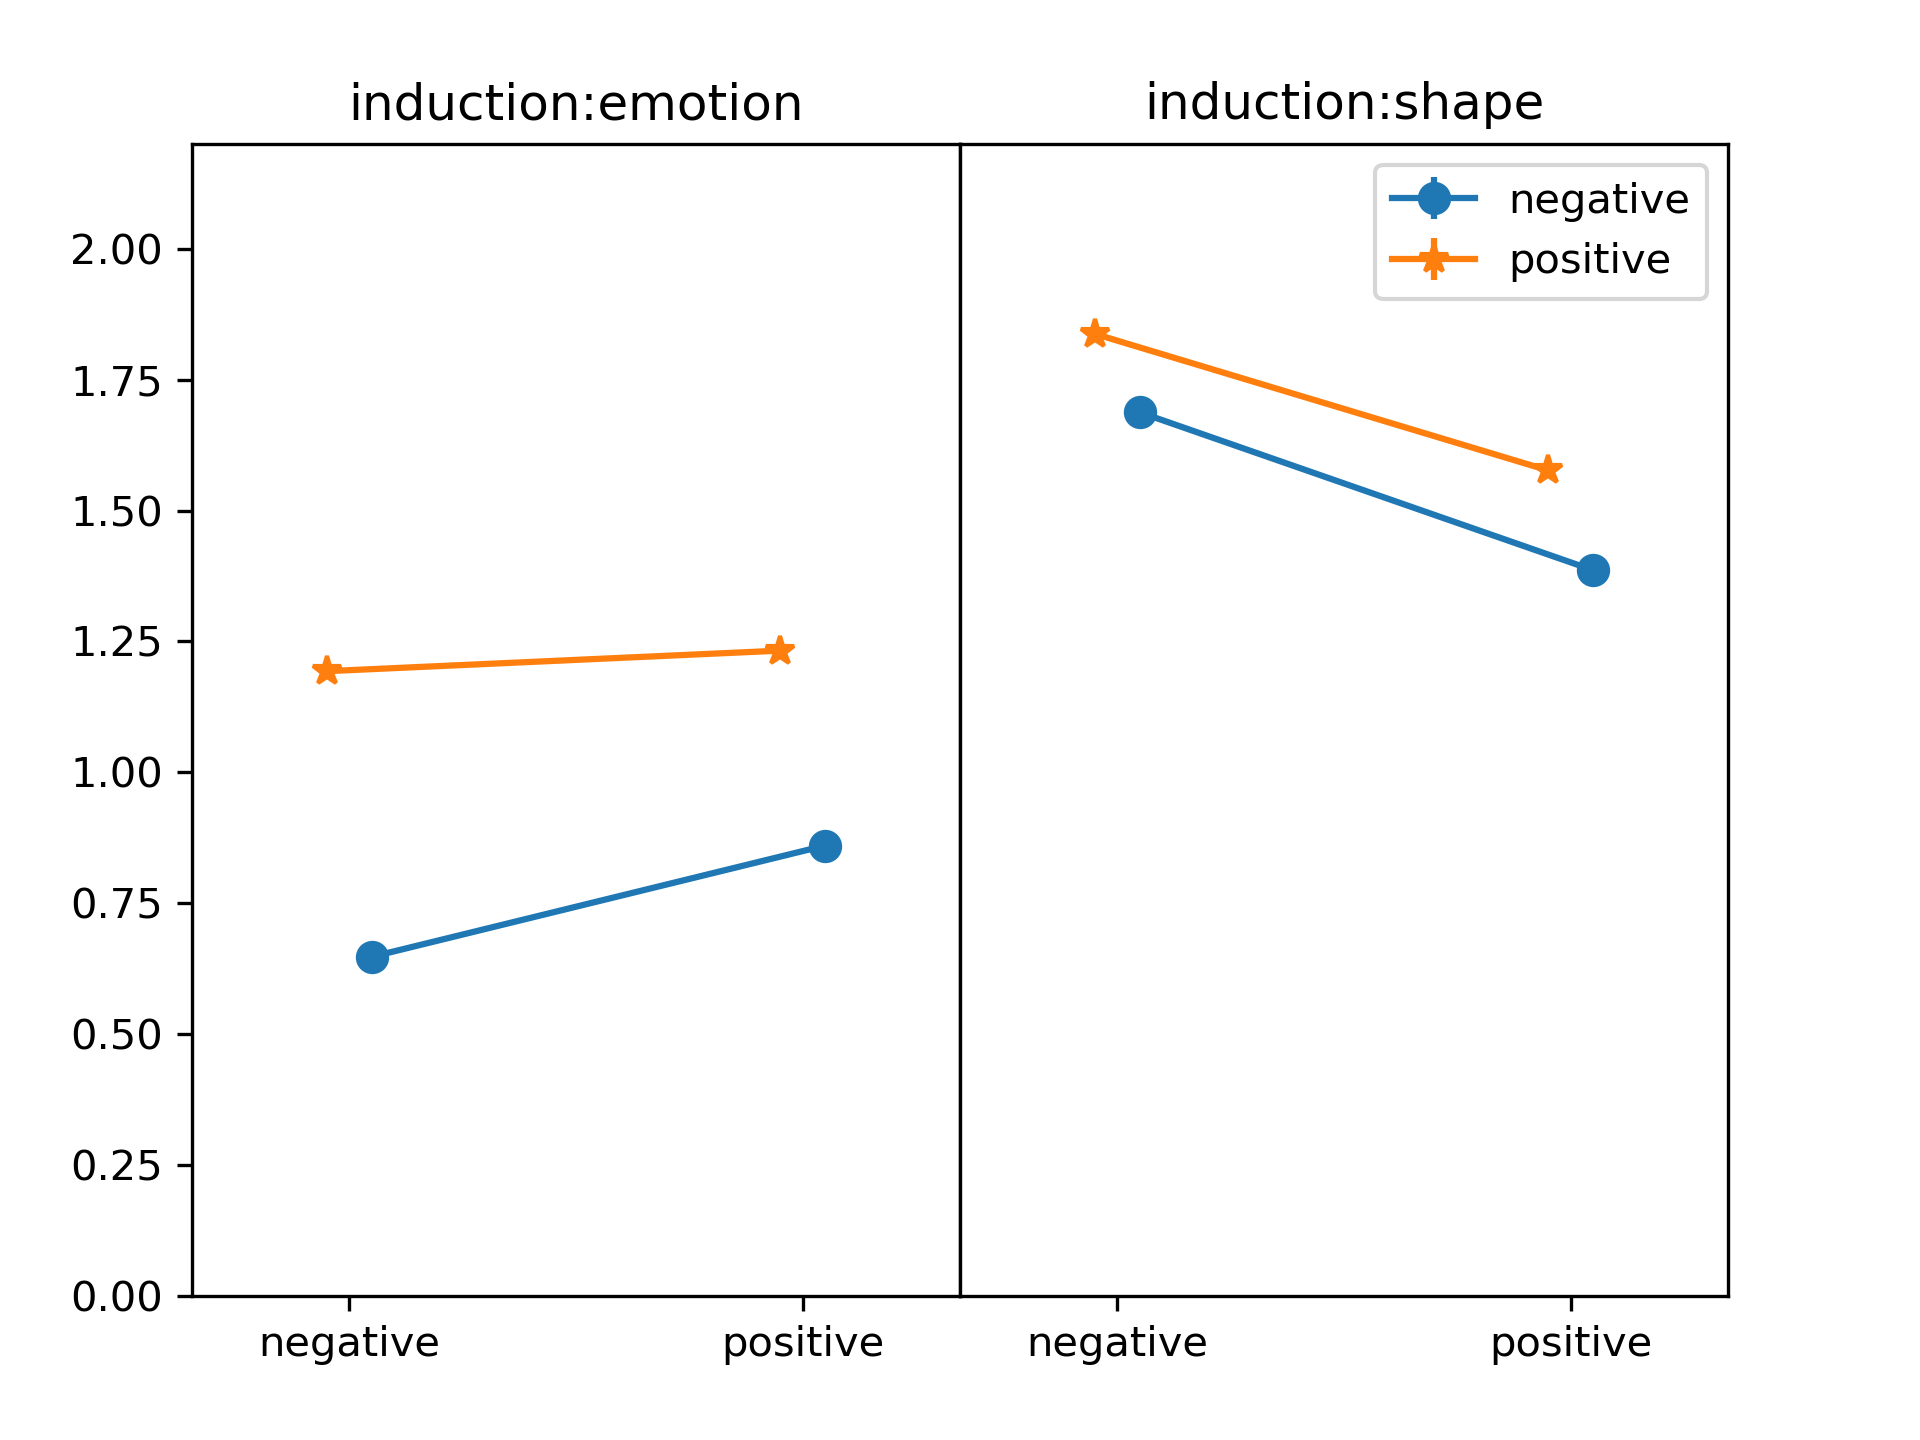 induction:emotion
induction:shape
negative
positive
2.00
1.75
1.50
1.25
1.00
0.75
0.50
0.25
0.00
negative
positive
negative
positive